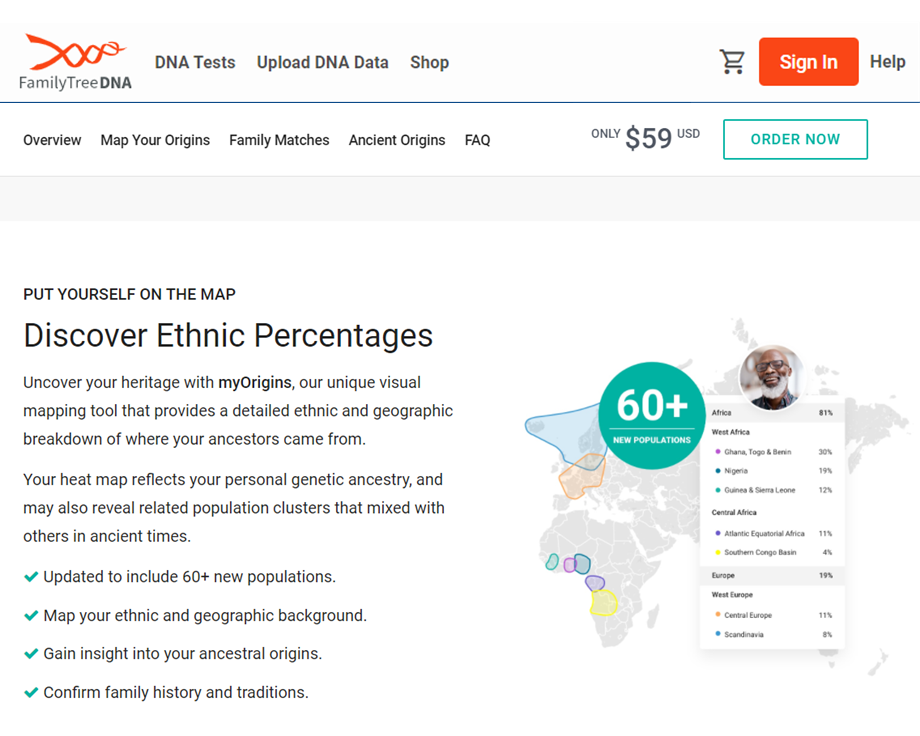 FamilyTreeDNA
DNA Tests Upload DNA Data Shop
Sign In Help
Overview Map Your Origins Family Matches Ancient Origins FAQ
ONLY $59 USD
ORDER NOW
PUT YOURSELF ON THE MAP
Discover Ethnic Percentages
Uncover your heritage with myOrigins, our unique visual
mapping tool that provides a detailed ethnic and geographic
breakdown of where your ancestors came from.
Your heat map reflects your personal genetic ancestry, and
may also reveal related population clusters that mixed with
others in ancient times.
Updated to include 60+ new populations.
Map your ethnic and geographic background.
Gain insight into your ancestral origins.
Confirm family history and traditions.
60+
NEW POPULATIONS
Africa 81%
West Africa
Ghana, Togo & Benin 30%
Nigeria 19%
Guinea & Sierra Leone 12%
Central Africa
Atlantic Equatorial Africa 11%
Southern Congo Basin 4%
Europe 19%
West Europe
Central Europe 11%
Scandinavia 8%